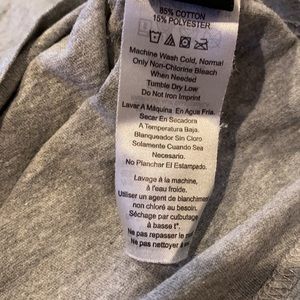 85% COTTON
15% POLYESTER
Machine Wash Cold, Normal
Only Non-Chlorine Bleach
When Needed
Tumble Dry Low
Do Not Iron Imprint
Lavar A Máquina En Agua Fria.
Secar En Secadora
A Temperatura Baja.
Blanqueador Sin Cloro
Solamente Cuando Sea
Necesario.
No Planchar El Estampado.
Lavage à la machine,
à l'eau froide.
Utiliser un agent de blanchiment
non chloré au besoin.
Séchage par culbutage
à basse t°.
Ne pas repasser le
Ne pas nettoyer à